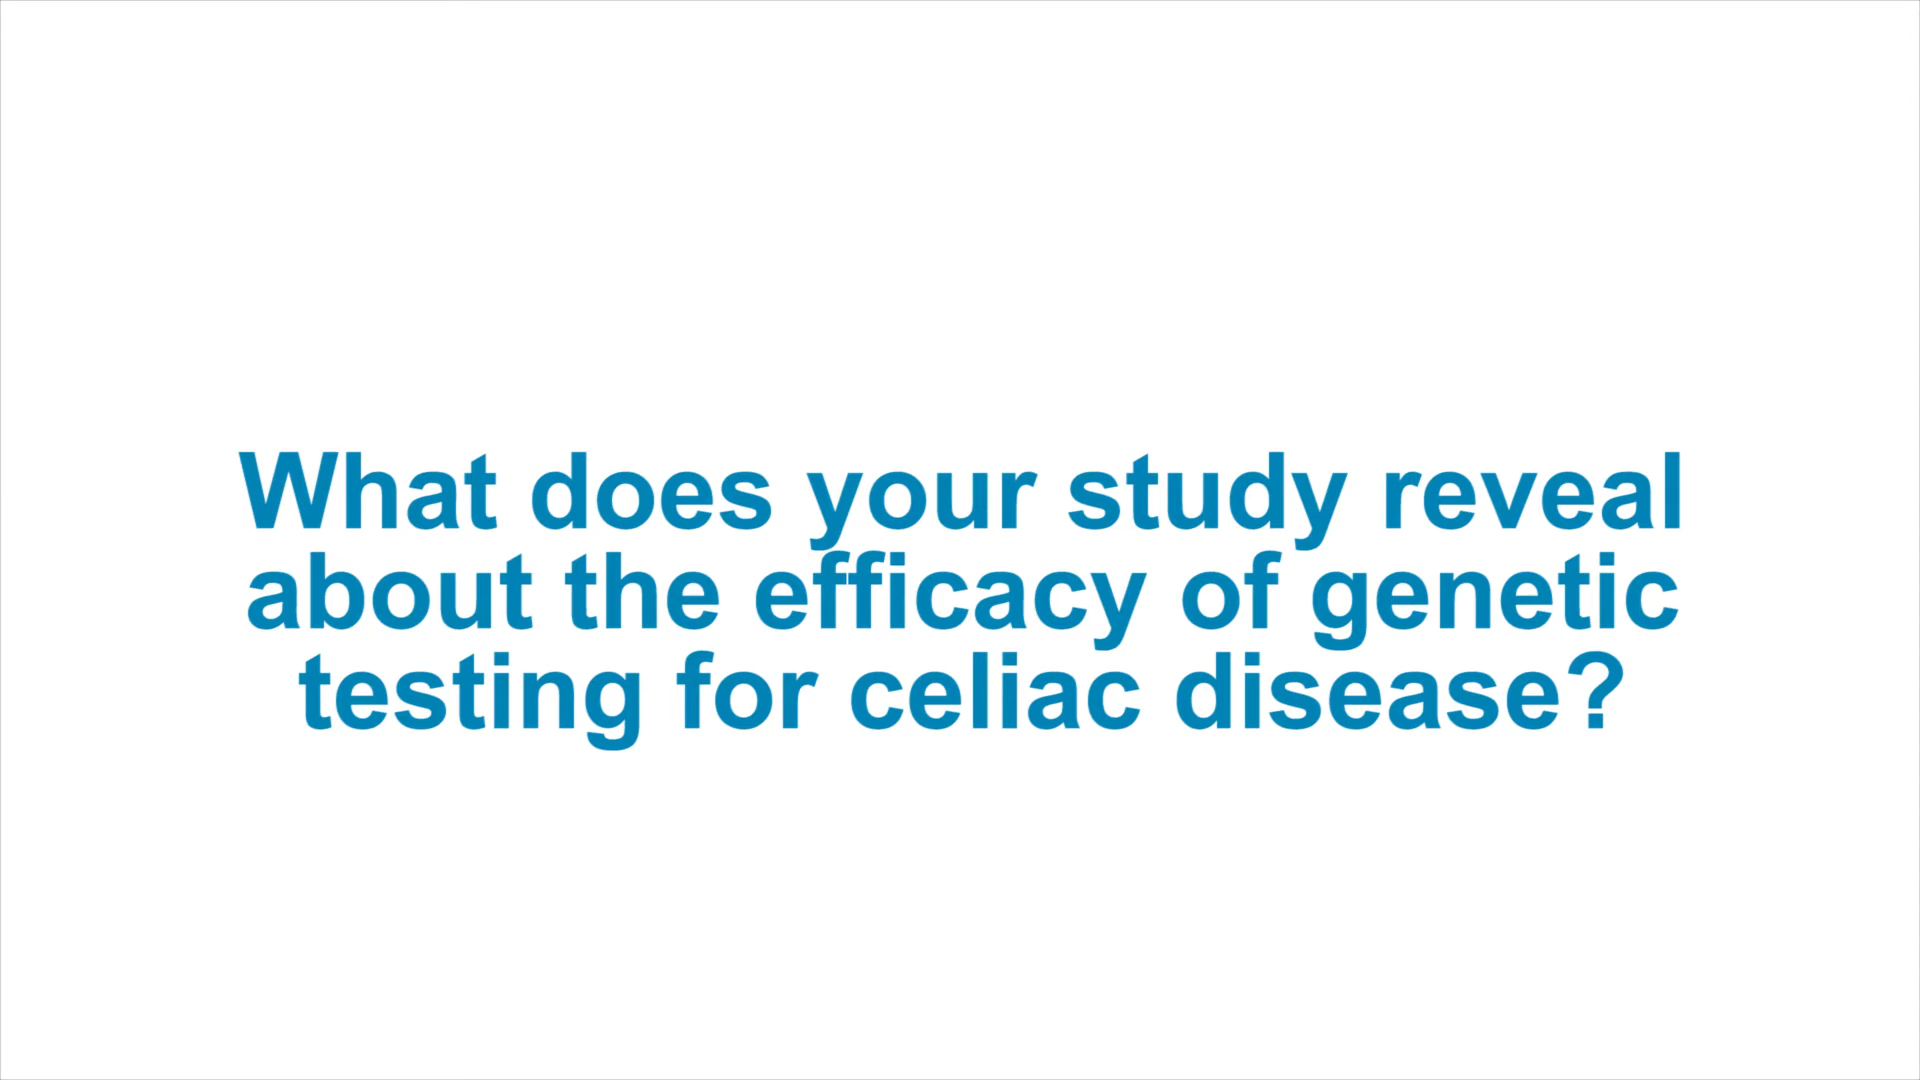 What does your study reveal
about the efficacy of genetic
testing for celiac disease?